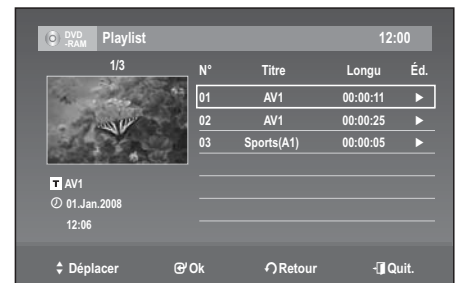 DVD -RAM Playlist 12:00
1/3
N° Titre Longu Éd.
01 AV1 00:00:11 ►
02 AV1 00:00:25 ►
03 Sports(A1) 00:00:05 ►
T AV1
01.Jan.2008
12:06
Déplacer Ok Retour Quit.